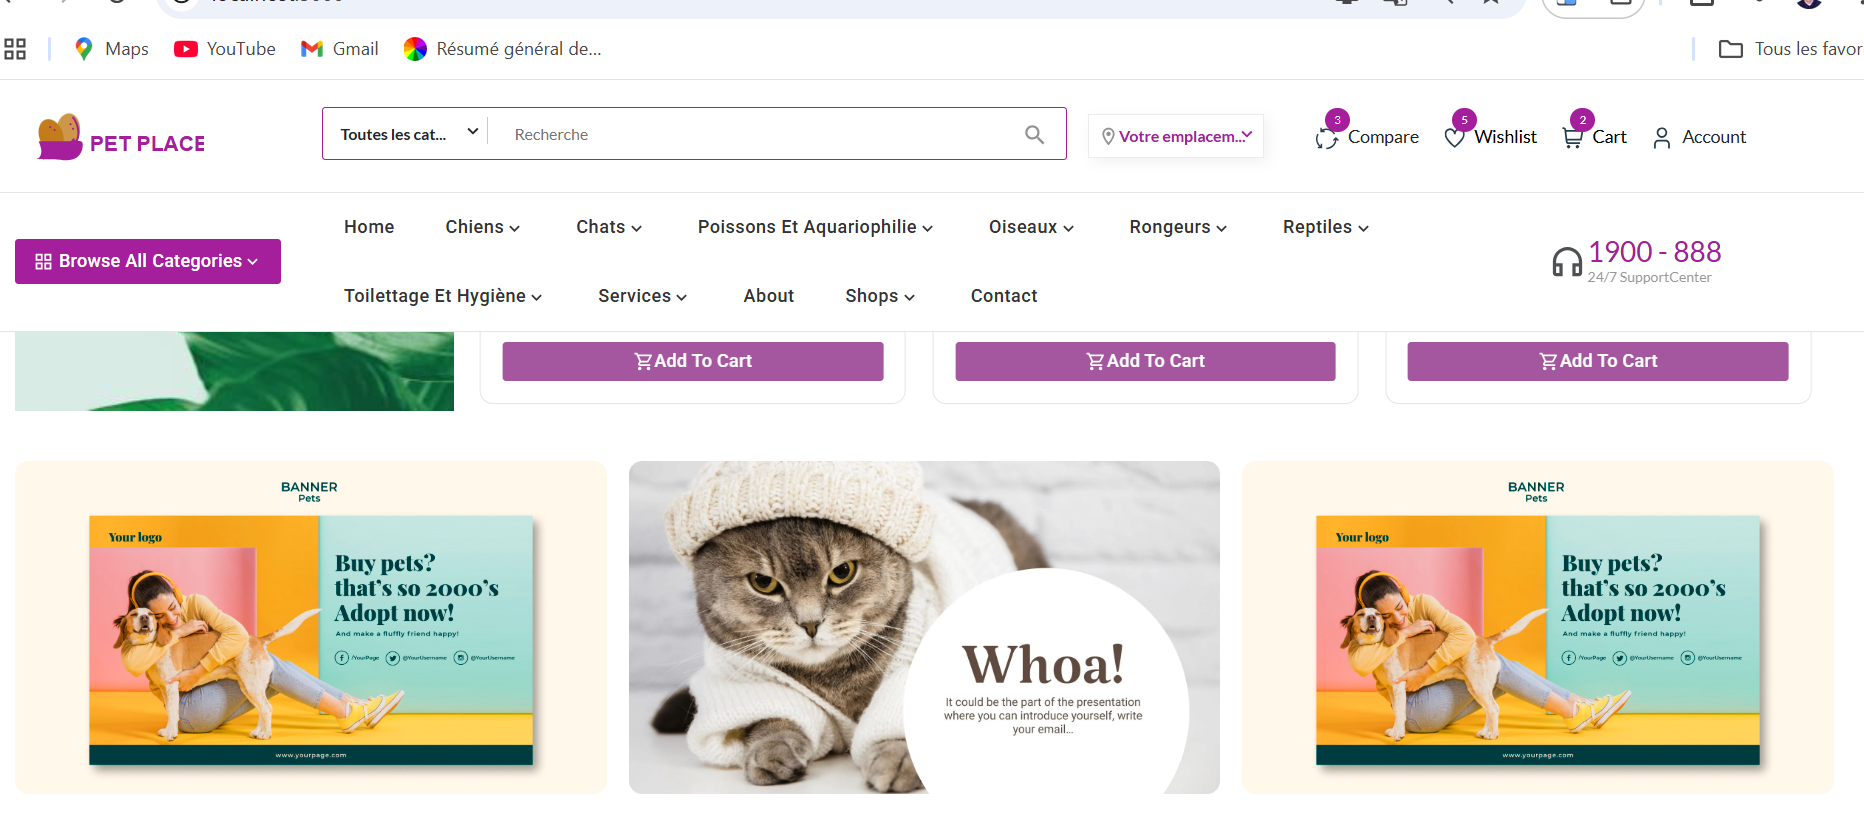 Maps YouTube Gmail Résumé général de...
Tous les favor
PET PLACE
Toutes les cat...
Recherche
Votre emplacem...
3
Compare
5
Wishlist
2
Cart
Account
Browse All Categories
Home Chiens Chats Poissons Et Aquariophilie Oiseaux Rongeurs Reptiles
Toilettage Et Hygiène Services About Shops Contact
1900 - 888
24/7 SupportCenter
Add To Cart
Add To Cart
Add To Cart
BANNER
Pets
Your logo
Buy pets?
that's so 2000's
Adopt now!
And make a fluffly friend happy!
/YourPage @YourUsername @YourUsername
www.yourpage.com
Whoa!
It could be the part of the presentation
where you can introduce yourself, write
your email...
BANNER
Pets
Your logo
Buy pets?
that's so 2000's
Adopt now!
And make a fluffly friend happy!
/YourPage @YourUsername @YourUsername
www.yourpage.com